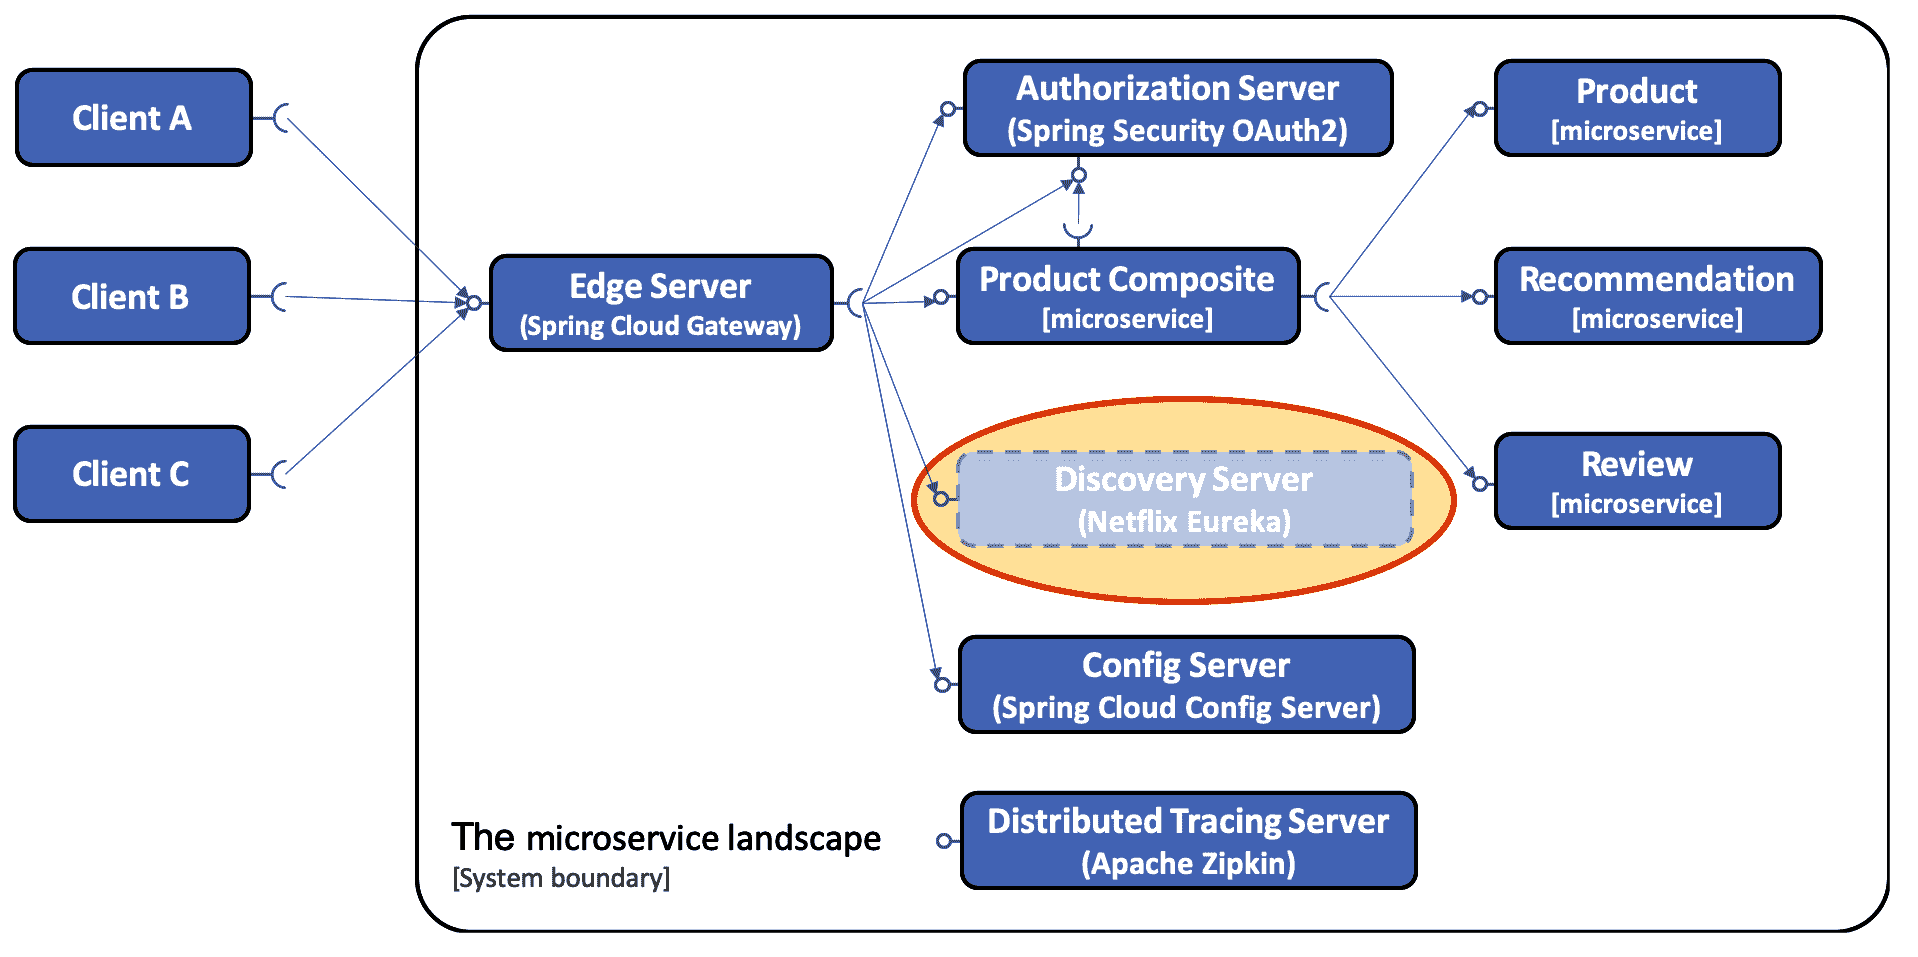 Client A
Client B
Client C
Edge Server
(Spring Cloud Gateway)
Authorization Server
(Spring Security OAuth2)
Product Composite
[microservice]
Discovery Server
(Netflix Eureka)
Config Server
(Spring Cloud Config Server)
Distributed Tracing Server
(Apache Zipkin)
Product
[microservice]
Recommendation
[microservice]
Review
[microservice]
The microservice landscape
[System boundary]